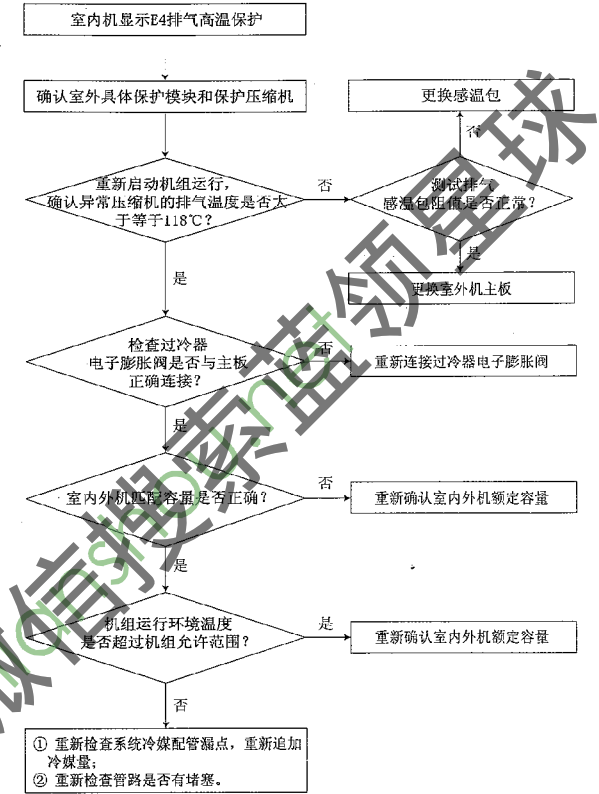 室内机显示E4排气高温保护
确认室外具体保护模块和保护压缩机
更换感温包
否
重新启动机组运行,
确认异常压缩机的排气温度是否大
于等于118℃?
否
测试排气
感温包阻值是否正常?
是
是
更换室外机主板
检查过冷器
电子膨胀阀是否与主板
正确连接?
否
重新连接过冷器电子膨胀阀
是
室内外机匹配容量是否正确?
否
重新确认室内外机额定容量
是
机组运行环境温度
是否超过机组允许范围?
是
重新确认室内外机额定容量
否
① 重新检查系统冷媒配管漏点，重新追加
冷媒量;
② 重新检查管路是否有堵塞。
微信搜索蓝领星球
lanshou.net